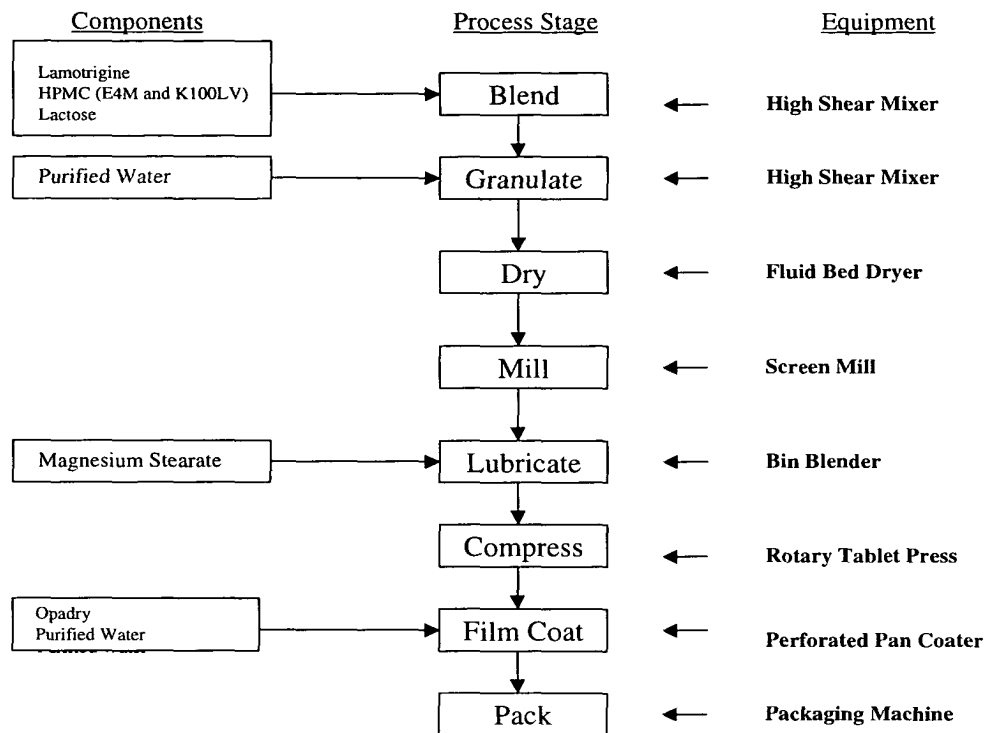 Components Process Stage Equipment
Lamotrigine
HPMC (E4M and K100LV)
Lactose
Blend
High Shear Mixer
Purified Water
Granulate
High Shear Mixer
Dry
Fluid Bed Dryer
Mill
Screen Mill
Magnesium Stearate
Lubricate
Bin Blender
Compress
Rotary Tablet Press
Opadry
Purified Water
Film Coat
Perforated Pan Coater
Pack
Packaging Machine